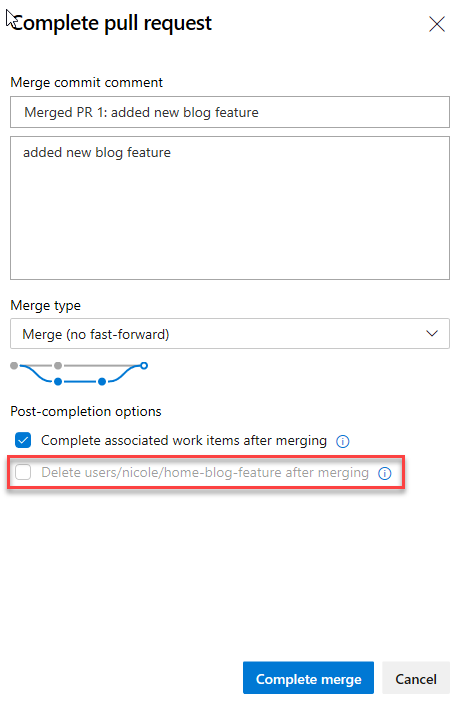 Complete pull request
Merge commit comment
Merged PR 1: added new blog feature
added new blog feature
Merge type
Merge (no fast-forward)
Post-completion options
Complete associated work items after merging
Delete users/nicole/home-blog-feature after merging
Complete merge
Cancel